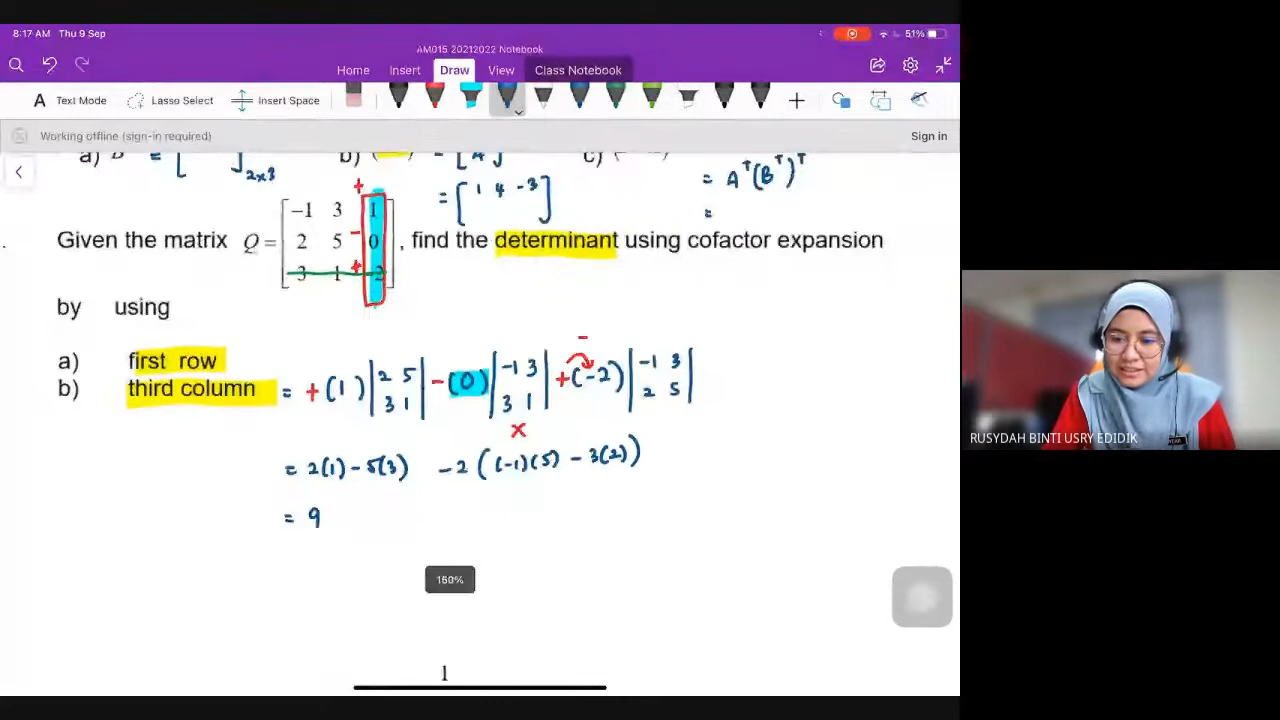 8:17 AM Thu 9 Sep
51%
AM015 20212022 Notebook
Home Insert Draw View Class Notebook
A Text Mode Lasso Select Insert Space
Working offline (sign-in required) Sign in
a) = [ ]2x3 b) = [ ] c) = A^T(B^T)^T
= [1 4 -3] =
Given the matrix Q = [-1 3 1; 2 5 0; 3 1 -2], find the determinant using cofactor expansion
+ - +
by using
a) first row
b) third column = +(1) |2 5; 3 1| -(0) |-1 3; 3 1| +(-2) |-1 3; 2 5|
-
x
= 2(1) - 5(3) -2((-1)(5) - 3(2))
= 9
160%
1
RUSYDAH BINTI USRY EDIDIK